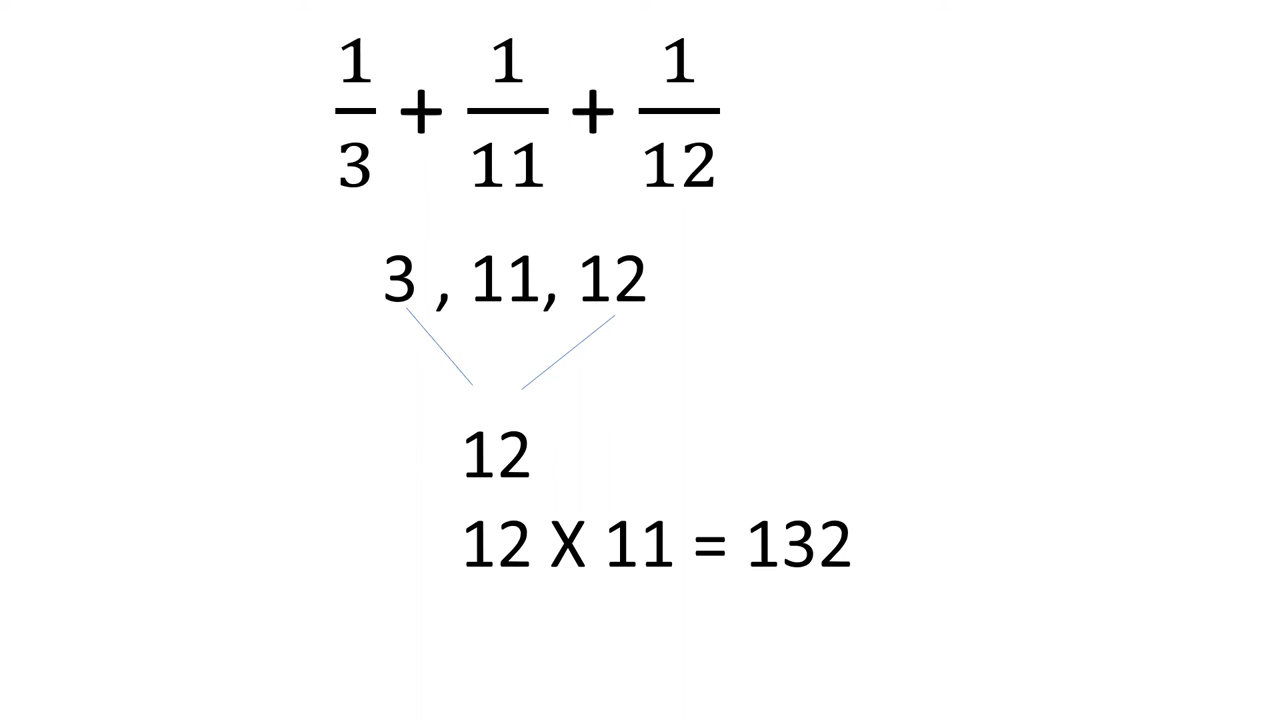 1/3 + 1/11 + 1/12
3 , 11, 12
12
12 X 11 = 132